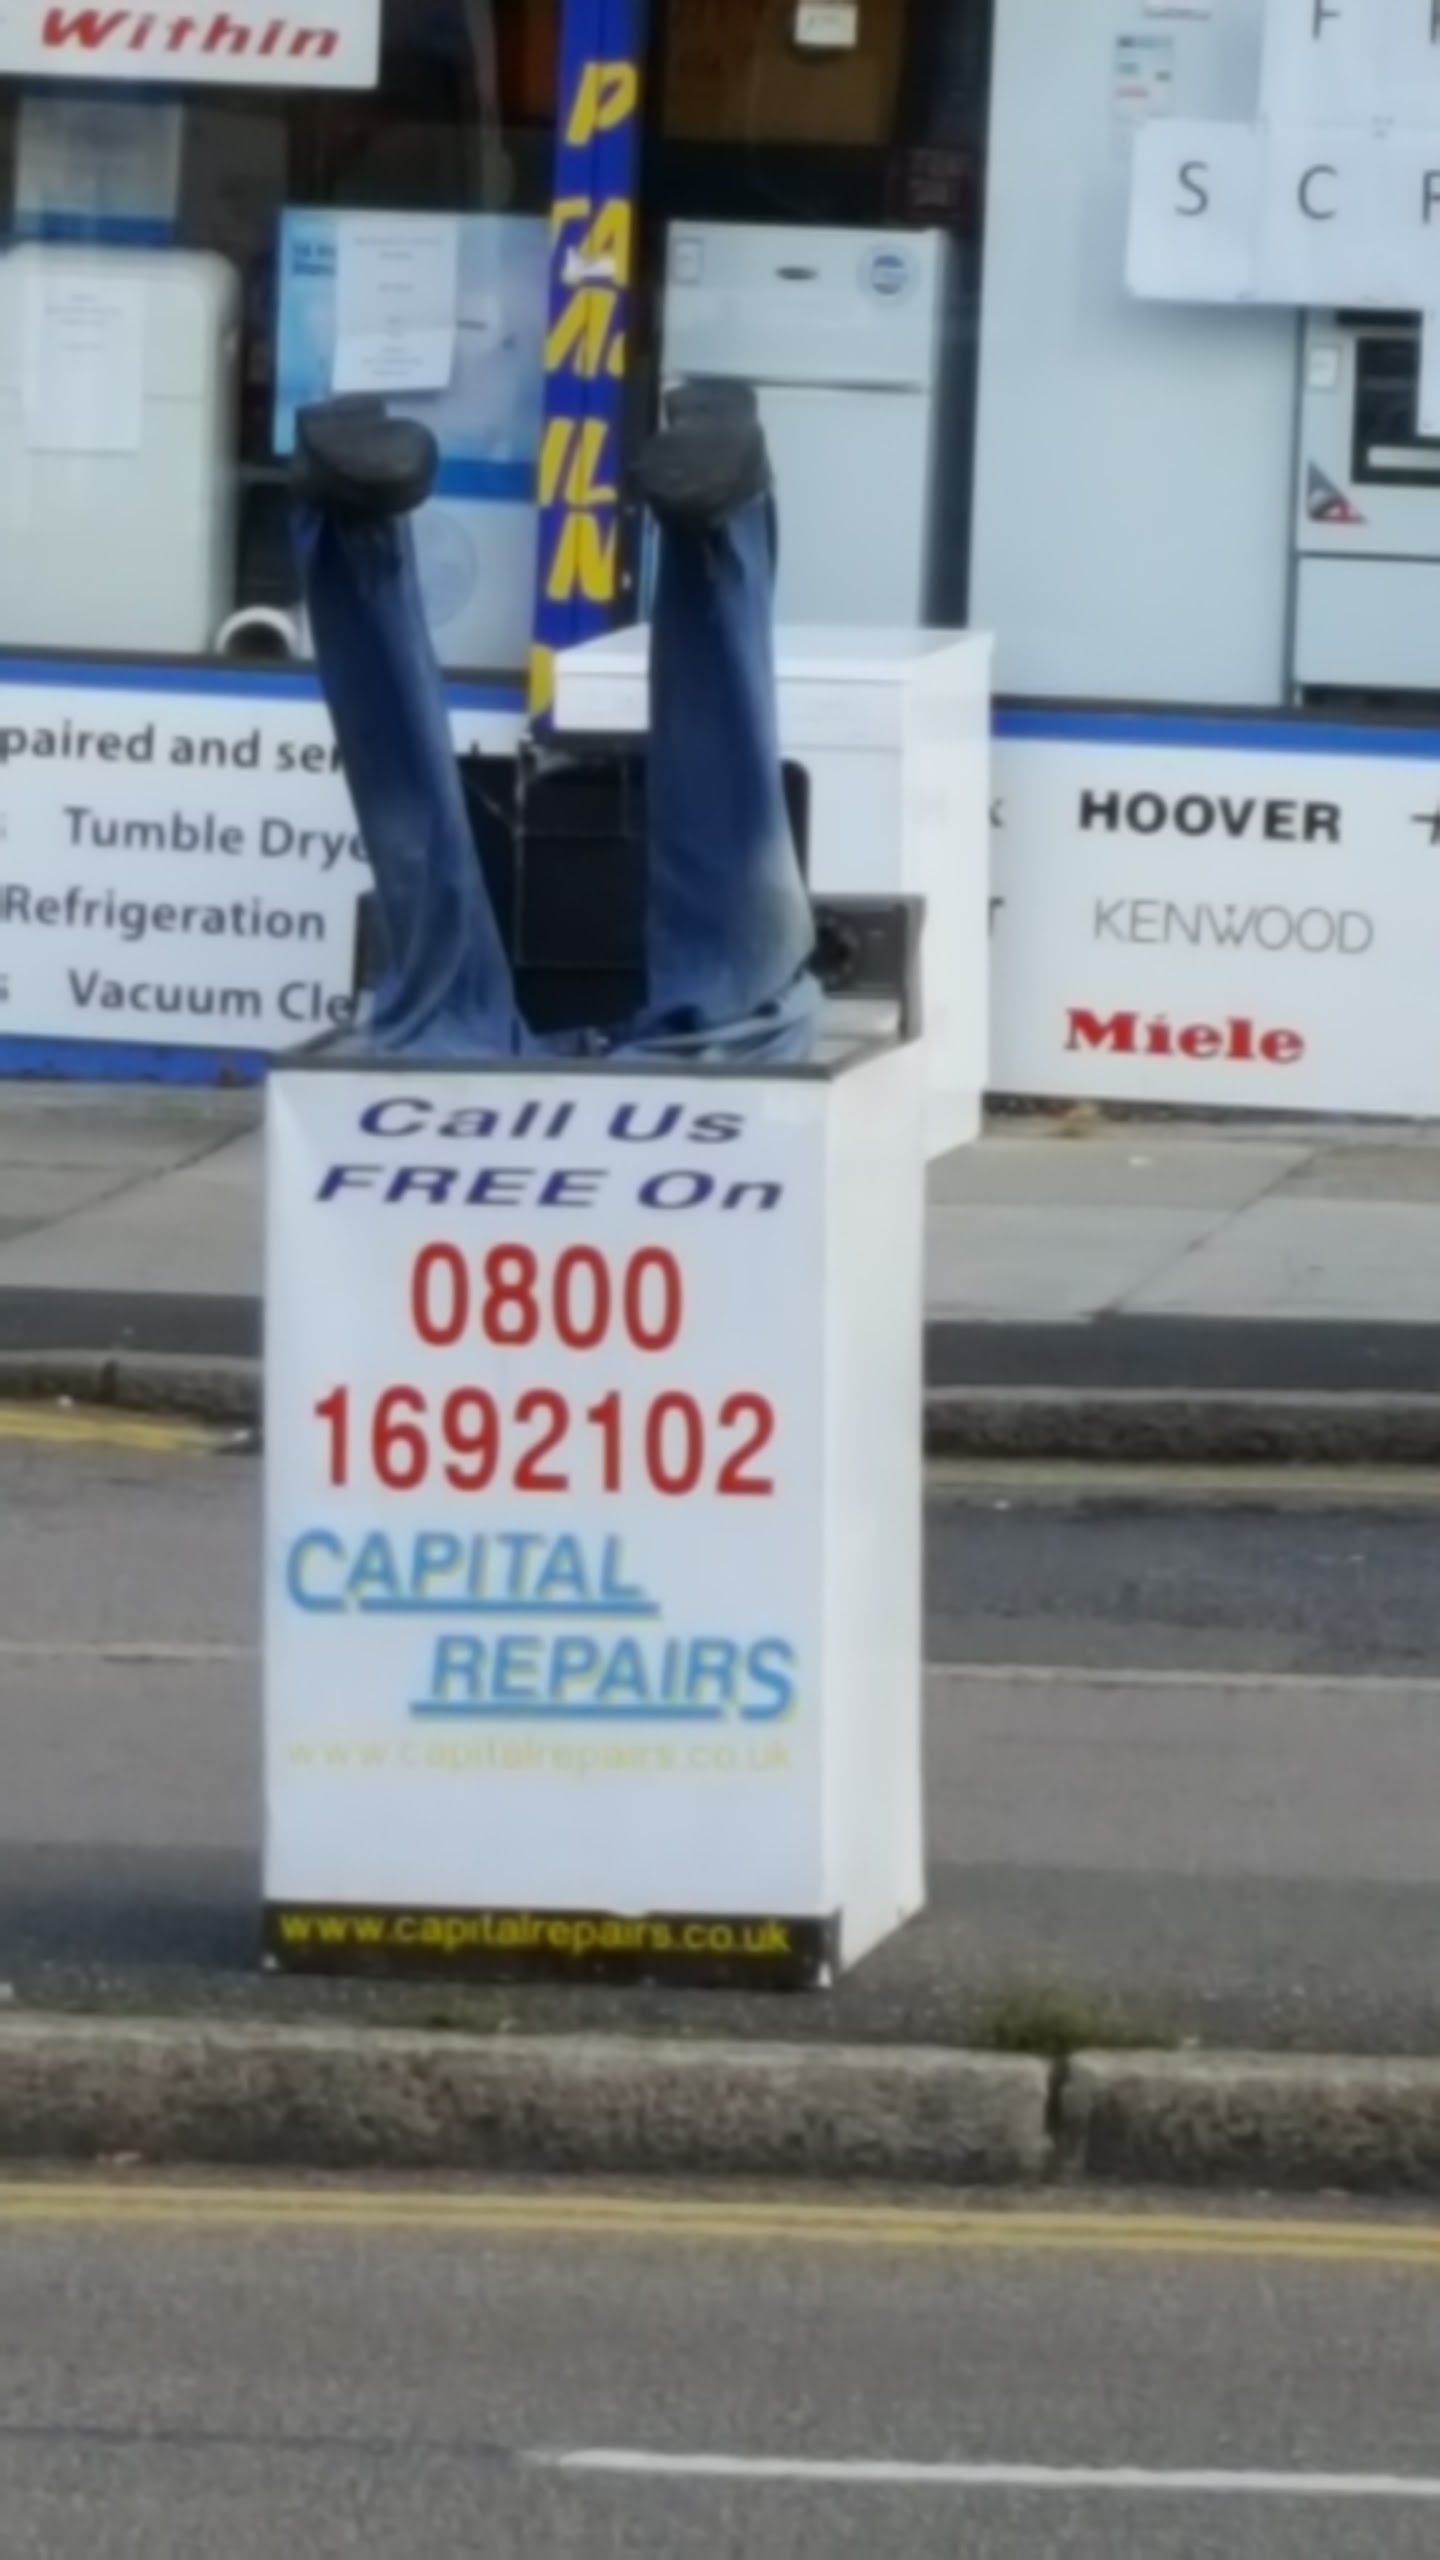 Within
P
S C
paired and ser
Tumble Drye
Refrigeration
Vacuum Cle
HOOVER
KENWOOD
Miele
Call Us
FREE On
0800
1692102
CAPITAL
REPAIRS
www.capitalrepairs.co.uk
www.capitalrepairs.co.uk